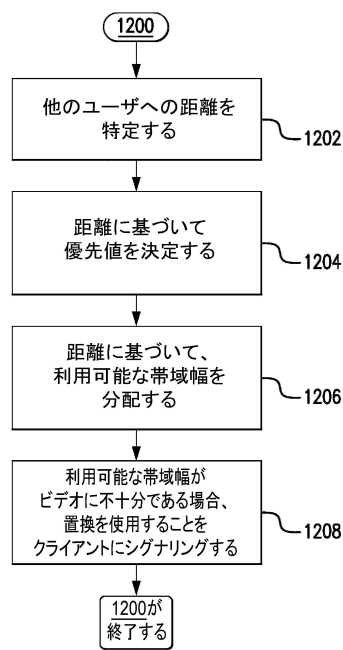 1200
他のユーザへの距離を
特定する
1202
距離に基づいて
優先値を決定する
1204
距離に基づいて、
利用可能な帯域幅を
分配する
1206
利用可能な帯域幅が
ビデオに不十分である場合、
置換を使用することを
クライアントにシグナリングする
1208
1200が
終了する